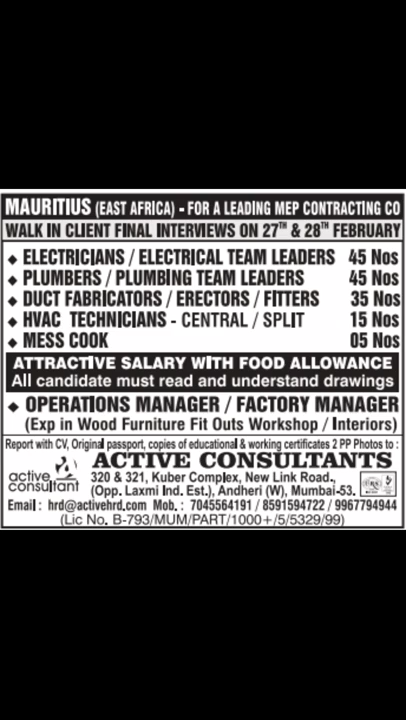 MAURITIUS (EAST AFRICA) - FOR A LEADING MEP CONTRACTING CO
WALK IN CLIENT FINAL INTERVIEWS ON 27TH & 28TH FEBRUARY
◆ ELECTRICIANS / ELECTRICAL TEAM LEADERS 45 Nos
◆ PLUMBERS / PLUMBING TEAM LEADERS 45 Nos
◆ DUCT FABRICATORS / ERECTORS / FITTERS 35 Nos
◆ HVAC TECHNICIANS - CENTRAL / SPLIT 15 Nos
◆ MESS COOK 05 Nos
ATTRACTIVE SALARY WITH FOOD ALLOWANCE
All candidate must read and understand drawings
◆ OPERATIONS MANAGER / FACTORY MANAGER
(Exp in Wood Furniture Fit Outs Workshop / Interiors)
Report with CV, Original passport, copies of educational & working certificates 2 PP Photos to :
active consultant
ACTIVE CONSULTANTS
320 & 321, Kuber Complex, New Link Road.,
(Opp. Laxmi Ind. Est.), Andheri (W), Mumbai-53.
Email : hrd@activehrd.com Mob. : 7045564191 / 8591594722 / 9967794944
(Lic No. B-793/MUM/PART/1000+/5/5329/99)